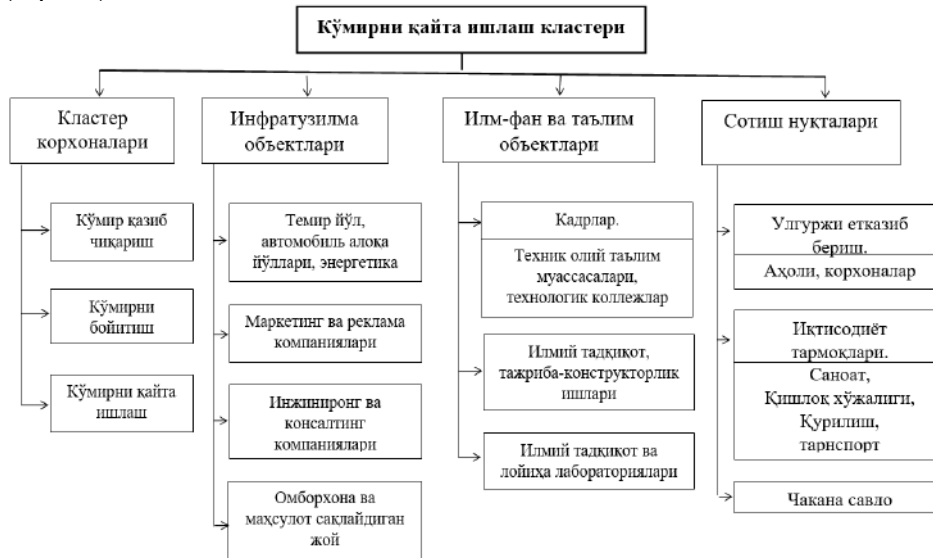 Кўмирни қайта ишлаш кластери
Кластер
корхоналари
Кўмир қазиб
чиқариш
Кўмирни
бойитиш
Кўмирни қайта
ишлаш
Инфратузилма
объектлари
Темир йўл,
автомобиль алоқа
йўллари, энергетика
Маркетинг ва реклама
компаниялари
Инжиниронг ва
консалтинг
компаниялари
Омборхона ва
маҳсулот сақлайдиган
жой
Илм-фан ва таълим
объектлари
Кадрлар.
Техник олий таълим
муассасалари,
технологик коллежлар
Илмий тадқиқот,
тажриба-конструкторлик
ишлари
Илмий тадқиқот ва
лойиҳа лабораториялари
Сотиш нуқталари
Улгуржи етказиб
бериш.
Аҳоли, корхоналар
Иқтисодиёт
тармоқлари.
Саноат,
Қишлоқ хўжалиги,
Қурилиш,
тарнспорт
Чакана савло